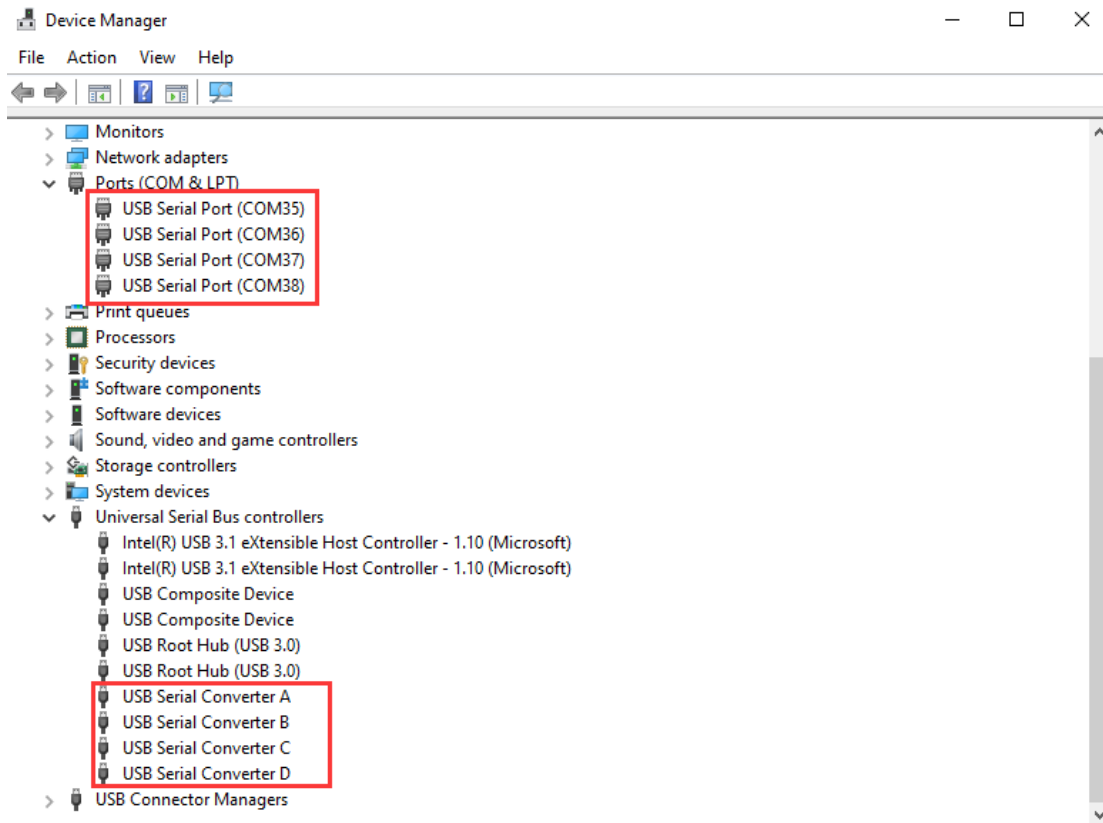 Device Manager
File Action View Help
Monitors
Network adapters
Ports (COM & LPT)
USB Serial Port (COM35)
USB Serial Port (COM36)
USB Serial Port (COM37)
USB Serial Port (COM38)
Print queues
Processors
Security devices
Software components
Software devices
Sound, video and game controllers
Storage controllers
System devices
Universal Serial Bus controllers
Intel(R) USB 3.1 eXtensible Host Controller - 1.10 (Microsoft)
Intel(R) USB 3.1 eXtensible Host Controller - 1.10 (Microsoft)
USB Composite Device
USB Composite Device
USB Root Hub (USB 3.0)
USB Root Hub (USB 3.0)
USB Serial Converter A
USB Serial Converter B
USB Serial Converter C
USB Serial Converter D
USB Connector Managers